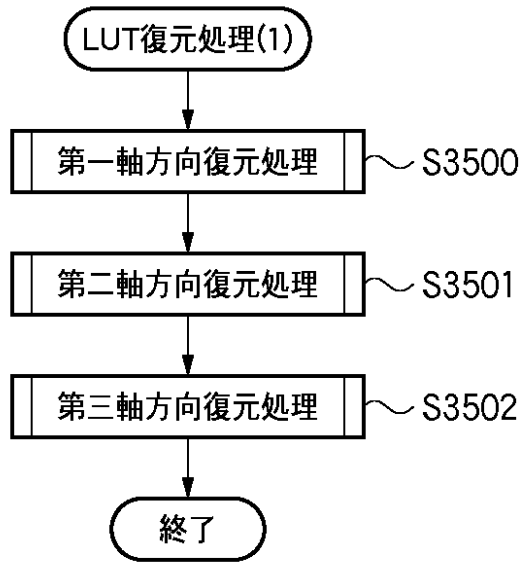 LUT復元処理(1)
第一軸方向復元処理 S3500
第二軸方向復元処理 S3501
第三軸方向復元処理 S3502
終了